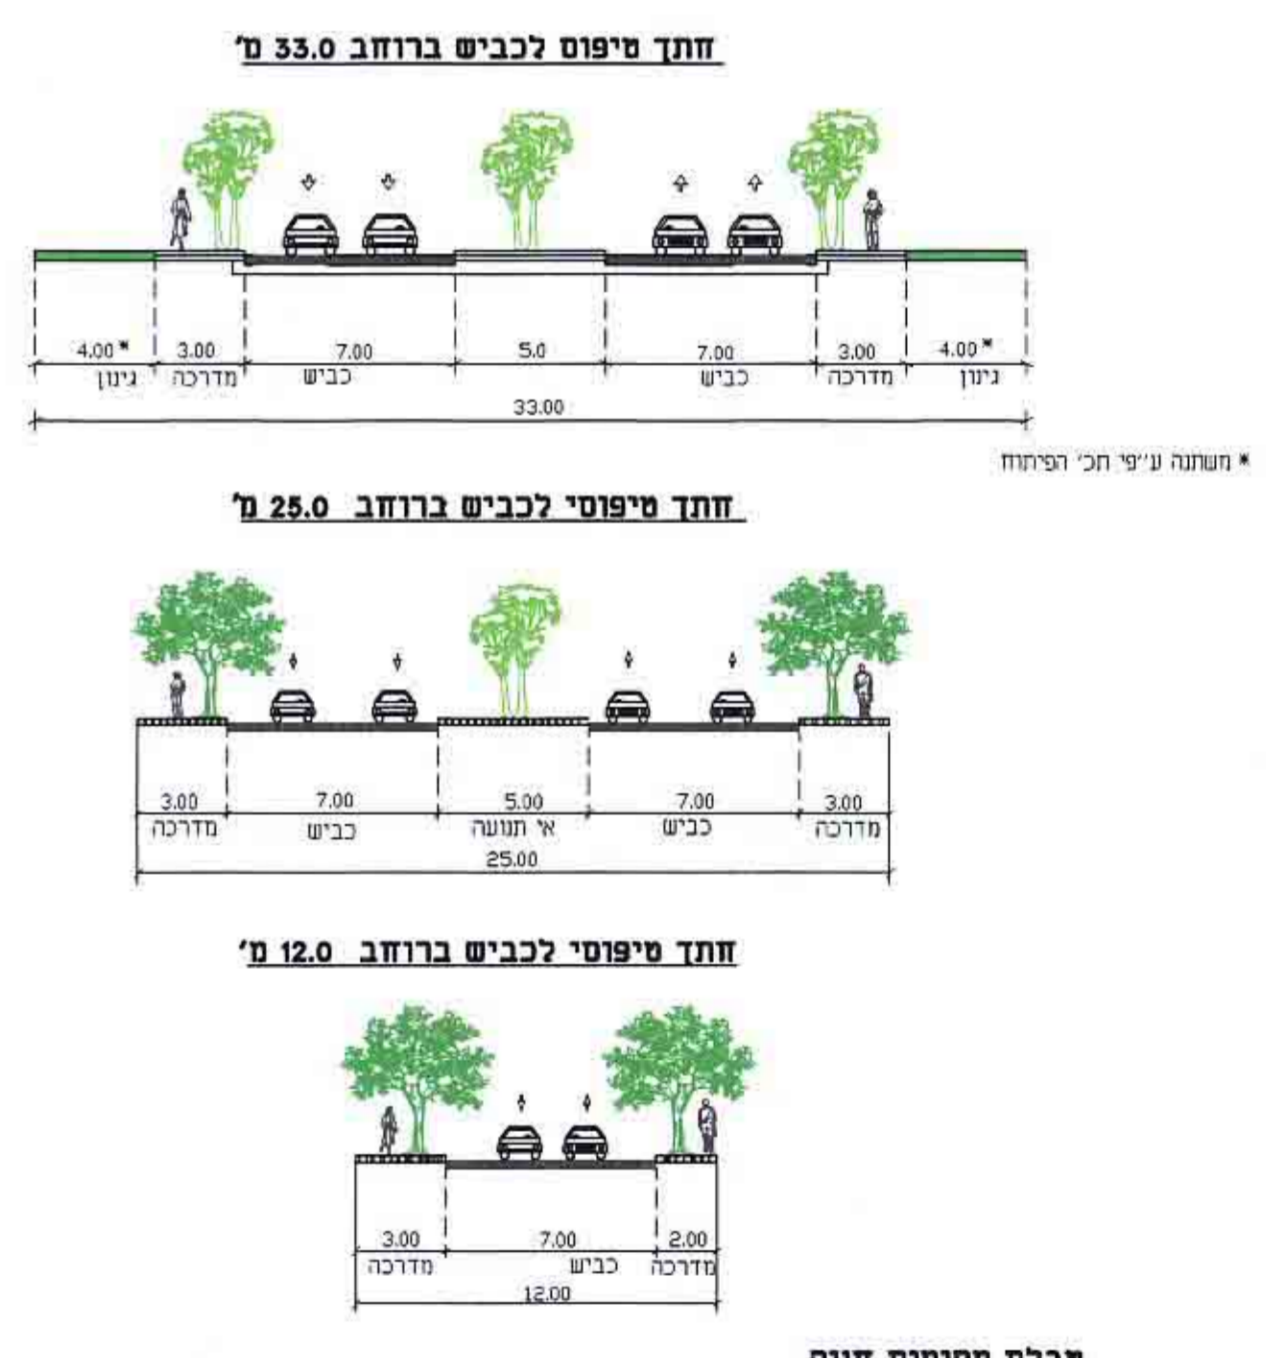 חתך טיפוס לכביש ברוחב 33.0 מ'
4.00* 3.00 7.00 5.0 7.00 3.00 4.00*
גינון מדרכה כביש כביש מדרכה גינון
33.00
* משתנה ע''פי תכ' הפיתוח
חתך טיפוסי לכביש ברוחב 25.0 מ'
3.00 7.00 5.00 7.00 3.00
מדרכה כביש אי תנועה כביש מדרכה
25.00
חתך טיפוסי לכביש ברוחב 12.0 מ'
3.00 7.00 2.00
מדרכה כביש מדרכה
12.00